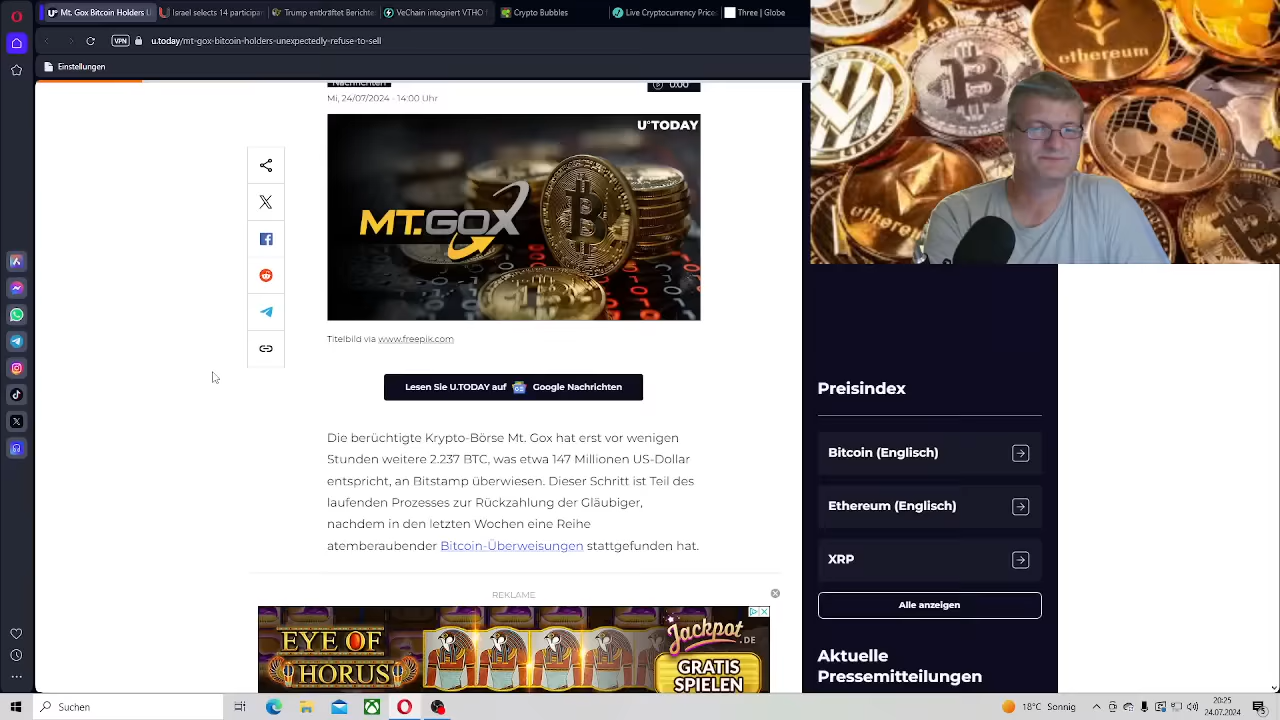 U° Mt. Gox Bitcoin Holders U
Israel selects 14 participan
Trump entkräftet Berichte
VeChain integriert VTHO f
Crypto Bubbles
Live Cryptocurrency Price
Three | Globe
VPN
u.today/mt-gox-bitcoin-holders-unexpectedly-refuse-to-sell
Einstellungen
Nachrichten
0:00
Mi, 24/07/2024 - 14:00 Uhr
U°TODAY
MT.GOX
Titelbild via www.freepik.com
Lesen Sie U.TODAY auf Google Nachrichten
Die berüchtigte Krypto-Börse Mt. Gox hat erst vor wenigen
Stunden weitere 2.237 BTC, was etwa 147 Millionen US-Dollar
entspricht, an Bitstamp überwiesen. Dieser Schritt ist Teil des
laufenden Prozesses zur Rückzahlung der Gläubiger,
nachdem in den letzten Wochen eine Reihe
atemberaubender Bitcoin-Überweisungen stattgefunden hat.
REKLAME
EYE OF
HORUS
Jackpot.DE
GRATIS
SPIELEN
ethereum
Preisindex
Bitcoin (Englisch)
Ethereum (Englisch)
XRP
Alle anzeigen
Aktuelle
Pressemitteilungen
Suchen
18°C Sonnig
20:25
24.07.2024